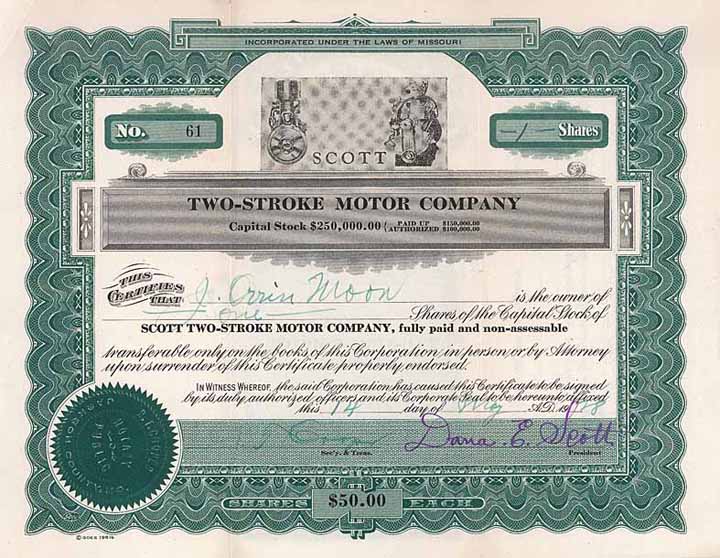 INCORPORATED UNDER THE LAWS OF MISSOURI
No. 61
SCOTT
-1- Shares
TWO-STROKE MOTOR COMPANY
Capital Stock $250,000.00 { PAID UP $150,000.00
AUTHORIZED $100,000.00
THIS CERTIFIES THAT J. Orrin Moon is the owner of
one Shares of the Capital Stock of
SCOTT TWO-STROKE MOTOR COMPANY, fully paid and non-assessable
transferable only on the books of this Corporation in person or by Attorney
upon surrender of this Certificate properly endorsed.
IN WITNESS WHEREOF, the said Corporation has caused this Certificate to be signed
by its duly authorized officers and its Corporate Seal to be hereunto affixed
this 14 day of May A.D. 1918
Dana E. Scott
Sec'y. & Treas. President
SHARES $50.00 EACH
© GOES